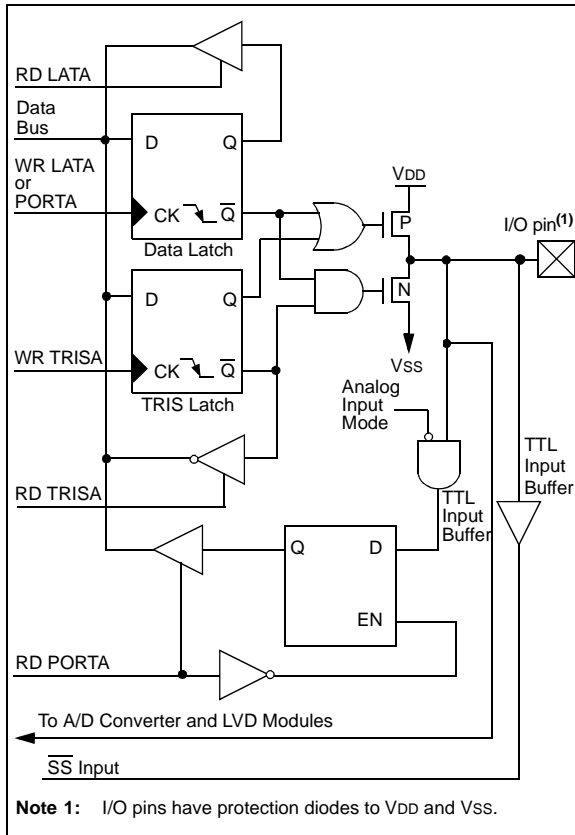 RD LATA
Data
Bus
D
Q
WR LATA
or
PORTA
CK
Q̅
Data Latch
VDD
P
I/O pin(1)
D
Q
N
WR TRISA
CK
Q̅
TRIS Latch
VSS
Analog
Input
Mode
TTL
Input
Buffer
RD TRISA
TTL
Input
Buffer
Q
D
EN
RD PORTA
To A/D Converter and LVD Modules
S̅S̅ Input
Note 1: I/O pins have protection diodes to VDD and VSS.